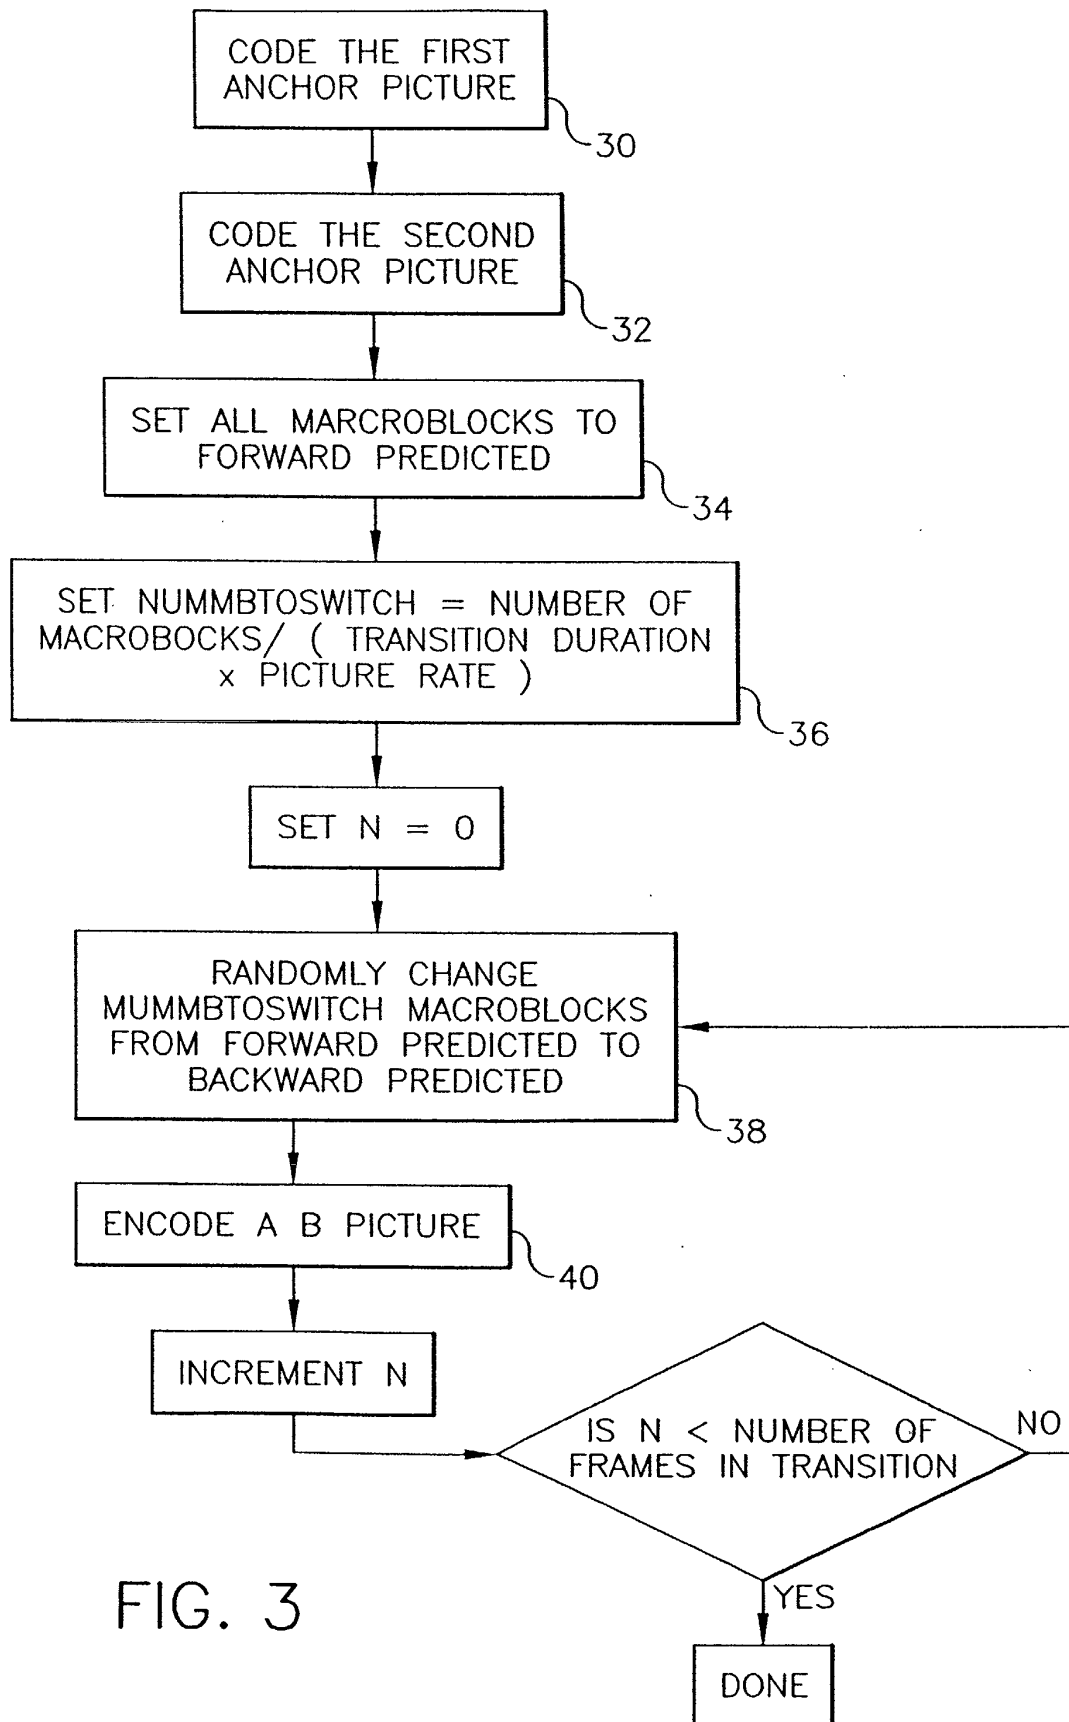 CODE THE FIRST
ANCHOR PICTURE
30
CODE THE SECOND
ANCHOR PICTURE
32
SET ALL MARCROBLOCKS TO
FORWARD PREDICTED
34
SET NUMMBTOSWITCH = NUMBER OF
MACROBOCKS/ ( TRANSITION DURATION
x PICTURE RATE )
36
SET N = 0
RANDOMLY CHANGE
MUMMBTOSWITCH MACROBLOCKS
FROM FORWARD PREDICTED TO
BACKWARD PREDICTED
38
ENCODE A B PICTURE
40
INCREMENT N
IS N < NUMBER OF
FRAMES IN TRANSITION
NO
YES
DONE
FIG. 3